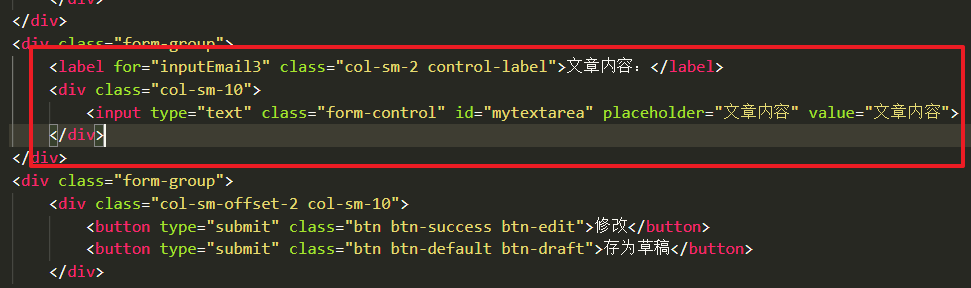 </div>
<div class="form-group">
<label for="inputEmail3" class="col-sm-2 control-label">文章内容：</label>
<div class="col-sm-10">
<input type="text" class="form-control" id="mytextarea" placeholder="文章内容" value="文章内容">
</div>
</div>
<div class="form-group">
<div class="col-sm-offset-2 col-sm-10">
<button type="submit" class="btn btn-success btn-edit">修改</button>
<button type="submit" class="btn btn-default btn-draft">存为草稿</button>
</div>